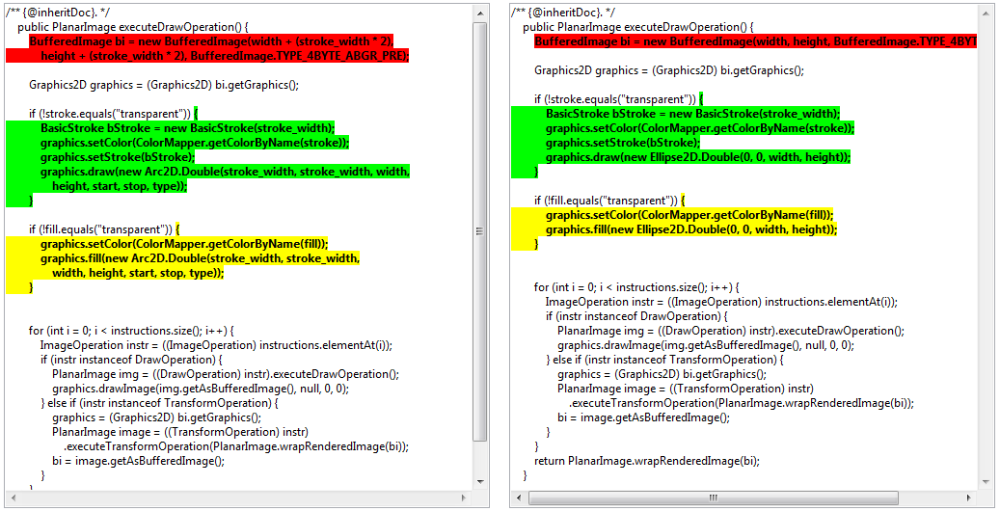 /** {@inheritDoc}. */
public PlanarImage executeDrawOperation() {
BufferedImage bi = new BufferedImage(width + (stroke_width * 2),
height + (stroke_width * 2), BufferedImage.TYPE_4BYTE_ABGR_PRE);
Graphics2D graphics = (Graphics2D) bi.getGraphics();
if (!stroke.equals("transparent")) {
BasicStroke bStroke = new BasicStroke(stroke_width);
graphics.setColor(ColorMapper.getColorByName(stroke));
graphics.setStroke(bStroke);
graphics.draw(new Arc2D.Double(stroke_width, stroke_width, width,
height, start, stop, type));
}
if (!fill.equals("transparent")) {
graphics.setColor(ColorMapper.getColorByName(fill));
graphics.fill(new Arc2D.Double(stroke_width, stroke_width,
width, height, start, stop, type));
}
for (int i = 0; i < instructions.size(); i++) {
ImageOperation instr = ((ImageOperation) instructions.elementAt(i));
if (instr instanceof DrawOperation) {
PlanarImage img = ((DrawOperation) instr).executeDrawOperation();
graphics.drawImage(img.getAsBufferedImage(), null, 0, 0);
} else if (instr instanceof TransformOperation) {
graphics = (Graphics2D) bi.getGraphics();
PlanarImage image = ((TransformOperation) instr)
.executeTransformOperation(PlanarImage.wrapRenderedImage(bi));
bi = image.getAsBufferedImage();
}
}
/** {@inheritDoc}. */
public PlanarImage executeDrawOperation() {
BufferedImage bi = new BufferedImage(width, height, BufferedImage.TYPE_4BYT
Graphics2D graphics = (Graphics2D) bi.getGraphics();
if (!stroke.equals("transparent")) {
BasicStroke bStroke = new BasicStroke(stroke_width);
graphics.setColor(ColorMapper.getColorByName(stroke));
graphics.setStroke(bStroke);
graphics.draw(new Ellipse2D.Double(0, 0, width, height));
}
if (!fill.equals("transparent")) {
graphics.setColor(ColorMapper.getColorByName(fill));
graphics.fill(new Ellipse2D.Double(0, 0, width, height));
}
for (int i = 0; i < instructions.size(); i++) {
ImageOperation instr = ((ImageOperation) instructions.elementAt(i));
if (instr instanceof DrawOperation) {
PlanarImage img = ((DrawOperation) instr).executeDrawOperation();
graphics.drawImage(img.getAsBufferedImage(), null, 0, 0);
} else if (instr instanceof TransformOperation) {
graphics = (Graphics2D) bi.getGraphics();
PlanarImage image = ((TransformOperation) instr)
.executeTransformOperation(PlanarImage.wrapRenderedImage(bi));
bi = image.getAsBufferedImage();
}
}
return PlanarImage.wrapRenderedImage(bi);
}